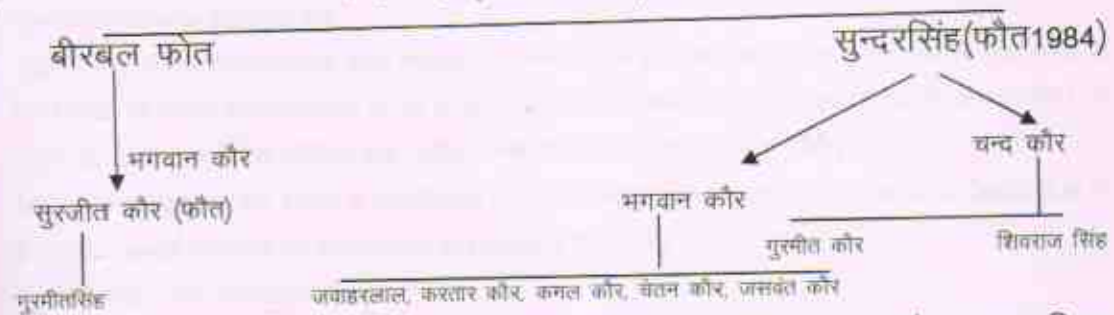 बीरबल फोत
सुन्दरसिंह(फौत1984)
भगवान कौर
चन्द कौर
सुरजीत कौर (फौत)
भगवान कौर
गुरमीत कौर
शिवराज सिंह
गुरमीतसिंह
जवाहरलाल, करतार कौर, कमल कौर, चेतन कौर, जसवंत कौर